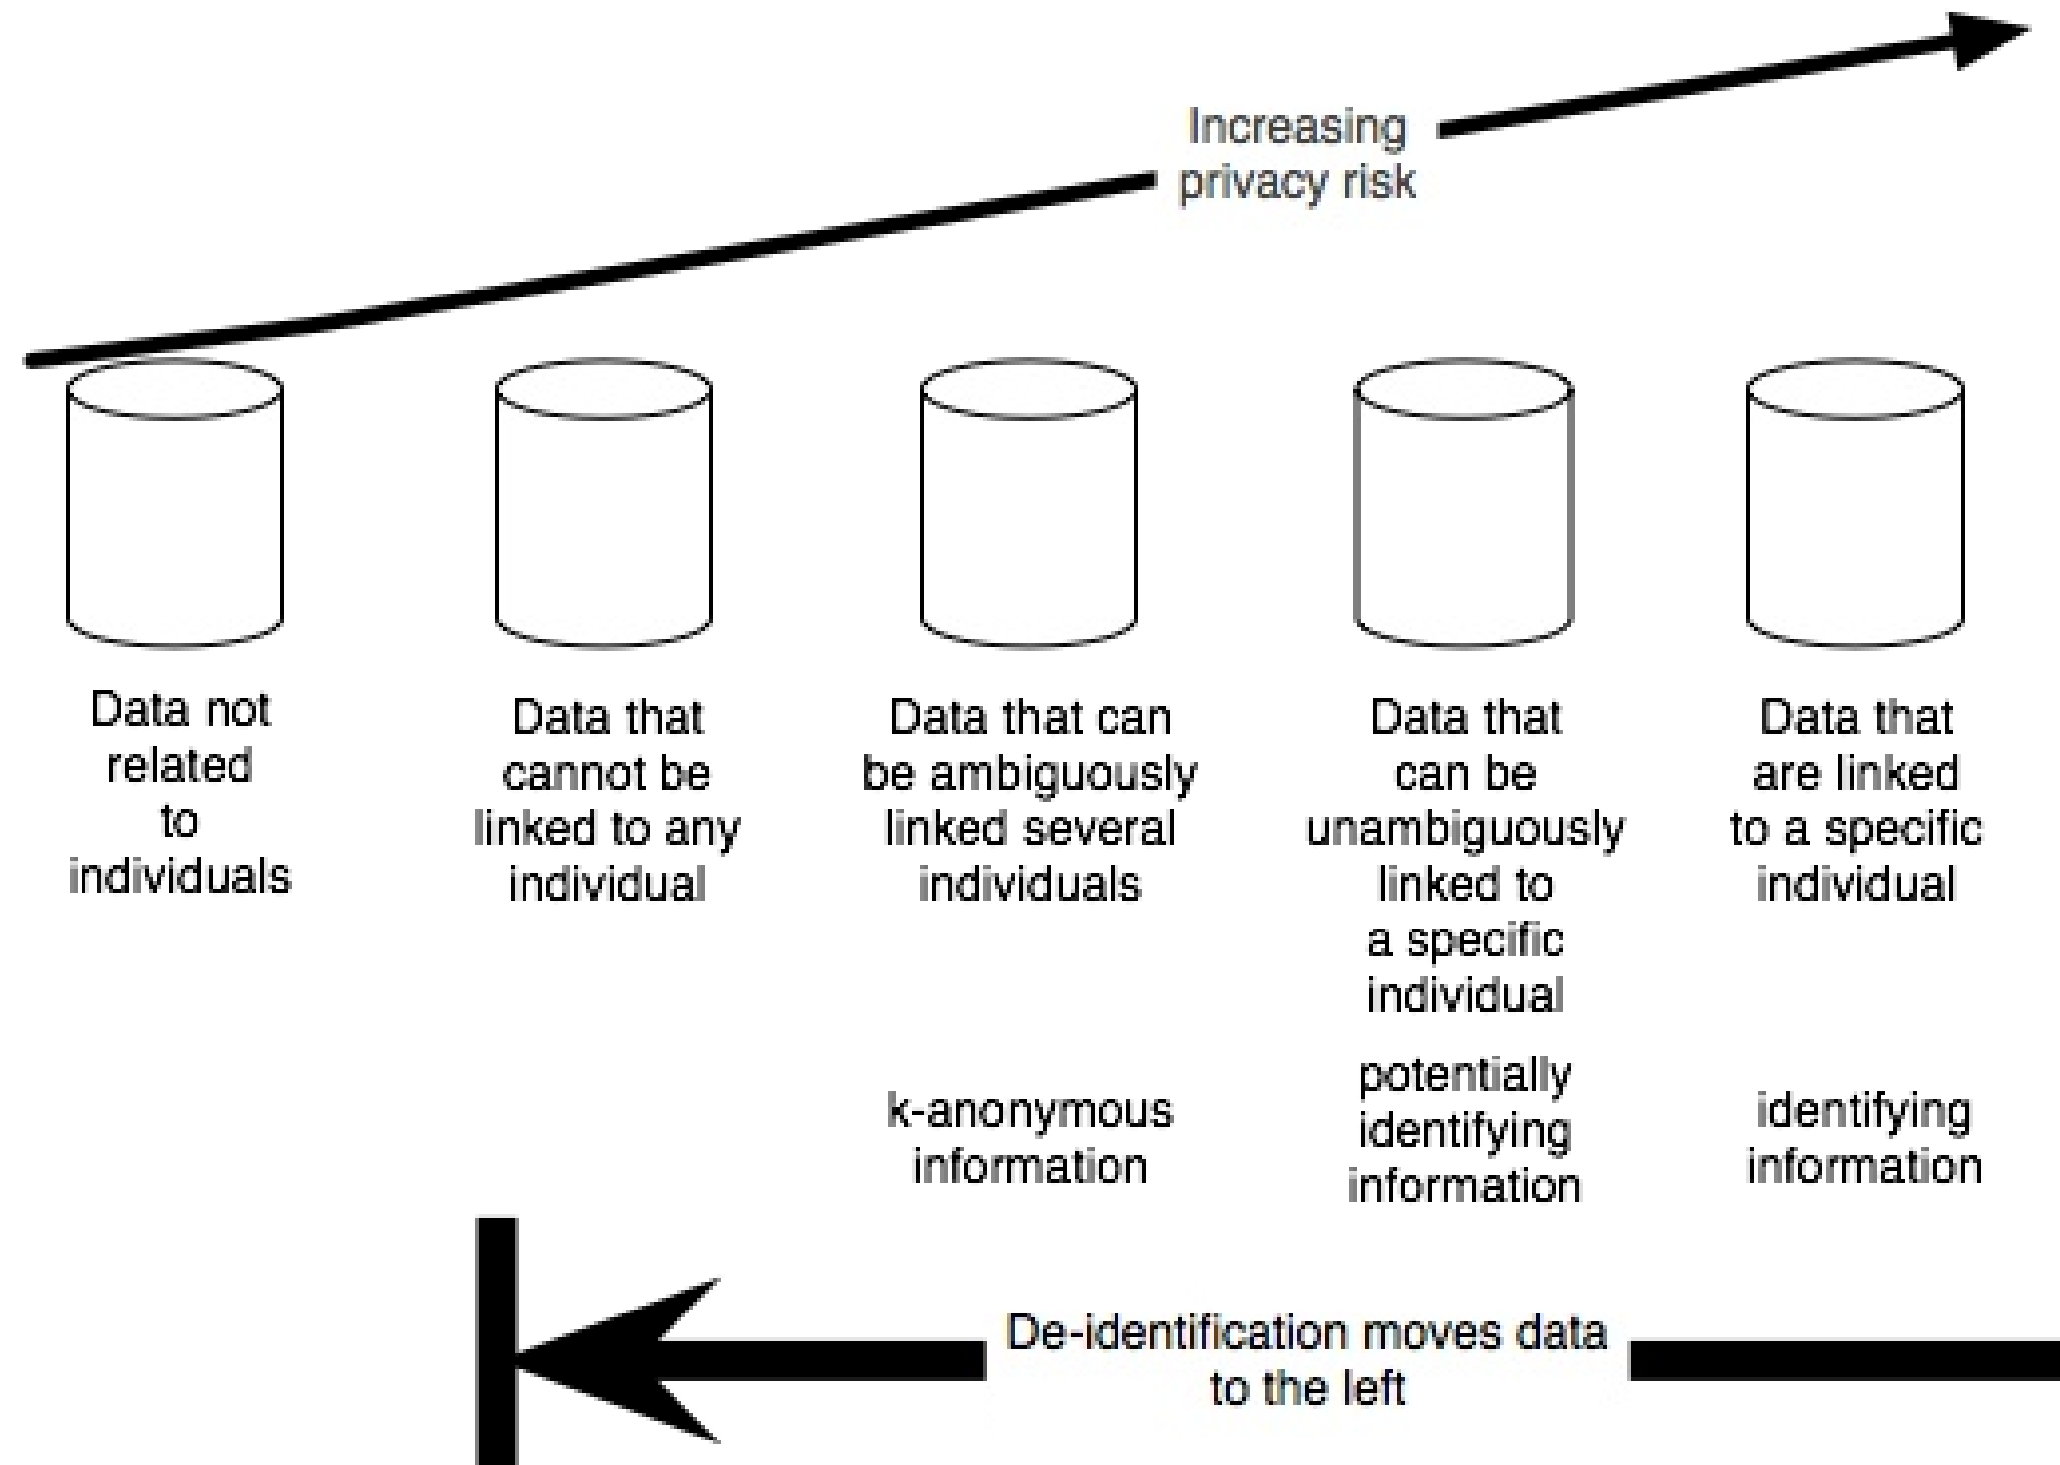 Increasing
privacy risk
Data not
related
to
individuals
Data that
cannot be
linked to any
individual
Data that can
be ambiguously
linked several
individuals
Data that
can be
unambiguously
linked to
a specific
individual
Data that
are linked
to a specific
individual
k-anonymous
information
potentially
identifying
information
identifying
information
De-identification moves data
to the left